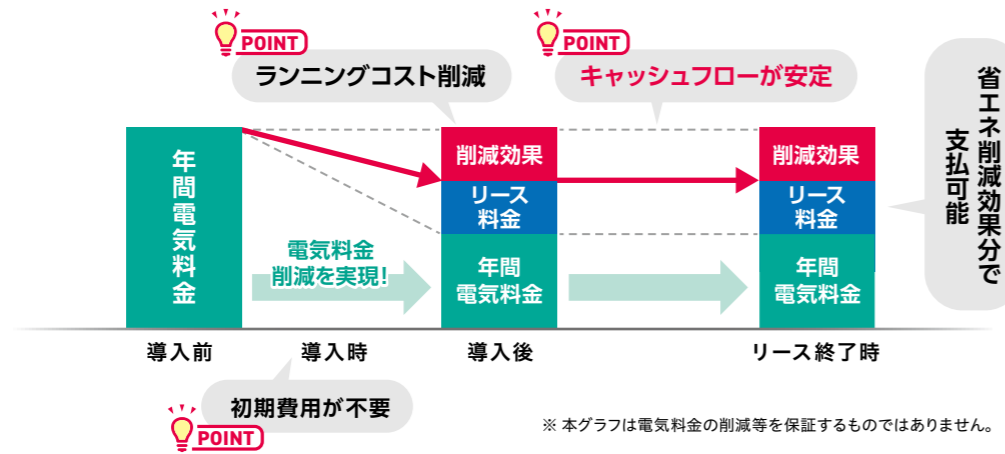 POINT
ランニングコスト削減
POINT
キャッシュフローが安定
省エネ削減効果分で
支払可能
年間電気料金
電気料金
削減を実現!
削減効果
リース
料金
年間
電気料金
削減効果
リース
料金
年間
電気料金
導入前
導入時
導入後
リース終了時
初期費用が不要
POINT
※ 本グラフは電気料金の削減等を保証するものではありません。